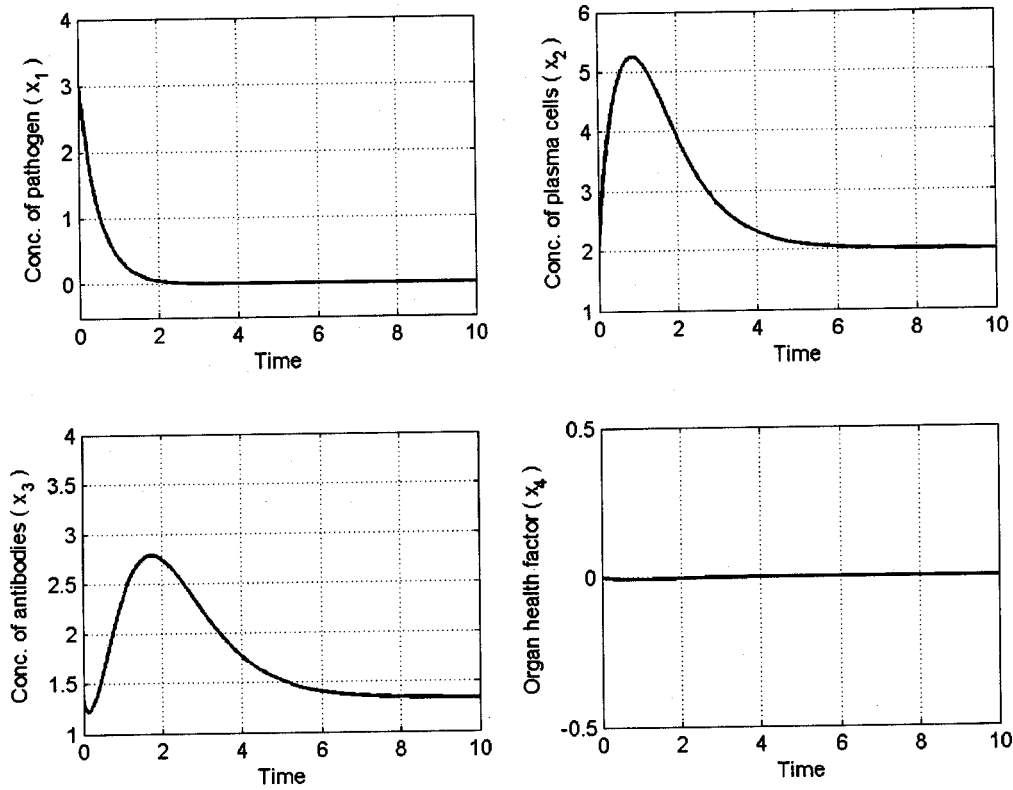 4
3
2
1
0
0 2 4 6 8 10
Time
Conc. of pathogen ( x1 )
6
5
4
3
2
1
0 2 4 6 8 10
Time
Conc. of plasma cells ( x2 )
4
3.5
3
2.5
2
1.5
1
0 2 4 6 8 10
Time
Conc. of antibodies ( x3 )
0.5
0
-0.5
0 2 4 6 8 10
Time
Organ health factor ( x4 )